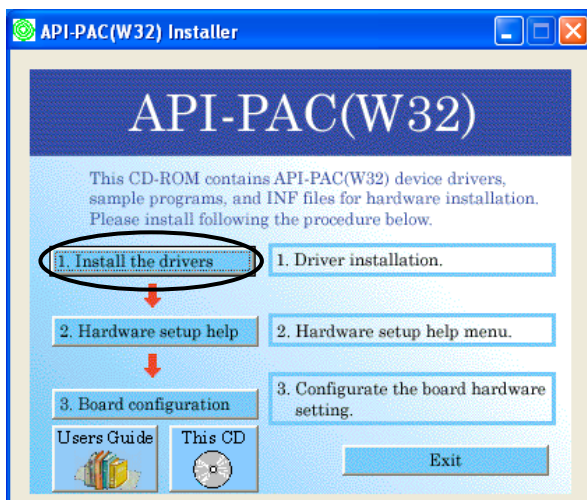 API-PAC(W32) Installer
API-PAC(W32)
This CD-ROM contains API-PAC(W32) device drivers,
sample programs, and INF files for hardware installation.
Please install following the procedure below.
1. Install the drivers
1. Driver installation.
2. Hardware setup help
2. Hardware setup help menu.
3. Board configuration
3. Configurate the board hardware
setting.
Users Guide
This CD
Exit